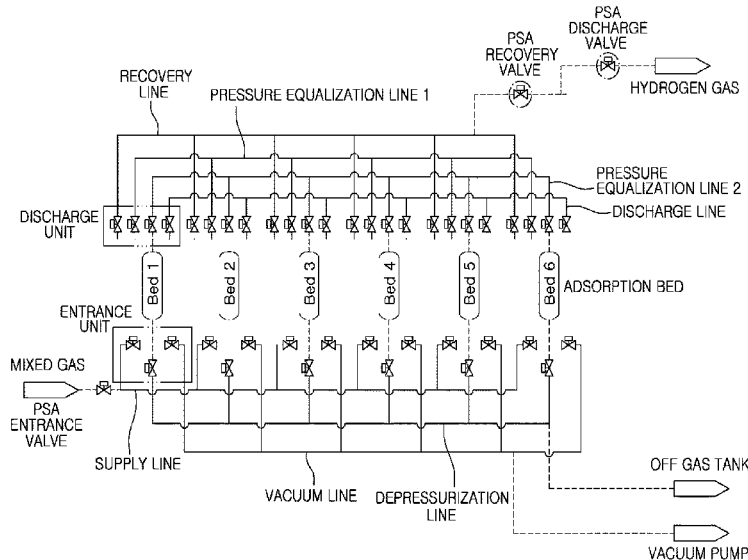 PSA
DISCHARGE
VALVE
PSA
RECOVERY
VALVE
HYDROGEN GAS
RECOVERY
LINE
PRESSURE EQUALIZATION LINE 1
PRESSURE
EQUALIZATION LINE 2
DISCHARGE LINE
DISCHARGE
UNIT
Bed 1
Bed 2
Bed 3
Bed 4
Bed 5
Bed 6
ADSORPTION BED
ENTRANCE
UNIT
MIXED GAS
PSA
ENTRANCE
VALVE
SUPPLY LINE
VACUUM LINE
DEPRESSURIZATION
LINE
OFF GAS TANK
VACUUM PUMP